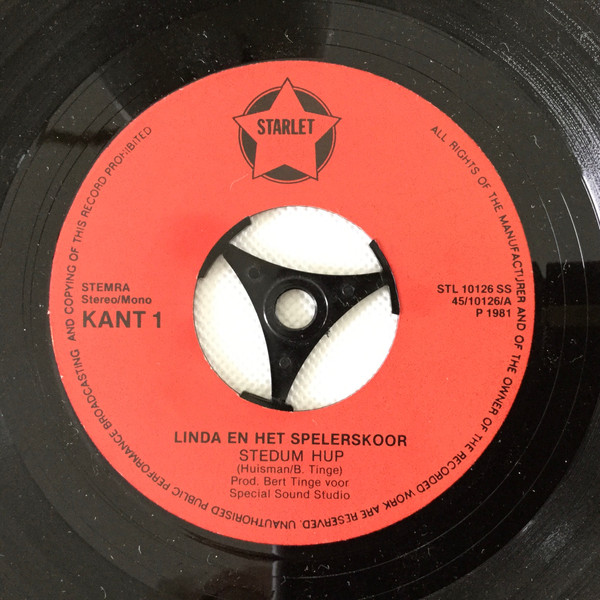 STARLET
ALL RIGHTS OF THE MANUFACTURER AND OF THE OWNER OF THE RECORDED WORK ARE RESERVED. UNAUTHORISED PUBLIC PERFORMANCE BROADCASTING AND COPYING OF THIS RECORD PROHIBITED
STEMRA
Stereo/Mono
KANT 1
STL 10126 SS
45/10126/A
P 1981
LINDA EN HET SPELERSKOOR
STEDUM HUP
(Huisman/B. Tinge)
Prod. Bert Tinge voor
Special Sound Studio